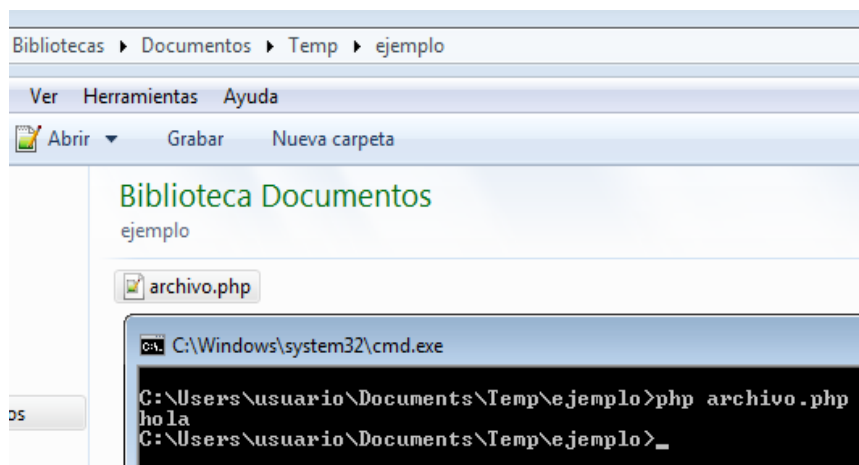 Bibliotecas ▸ Documentos ▸ Temp ▸ ejemplo
Ver Herramientas Ayuda
Abrir Grabar Nueva carpeta
Biblioteca Documentos
ejemplo
archivo.php
C:\Windows\system32\cmd.exe
C:\Users\usuario\Documents\Temp\ejemplo>php archivo.php
hola
C:\Users\usuario\Documents\Temp\ejemplo>_
os